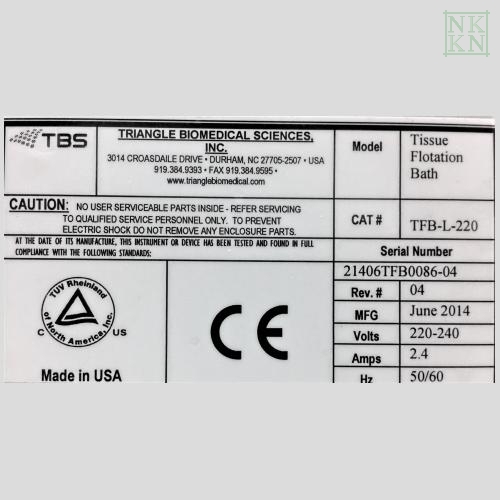 NK
KN
TBS
TRIANGLE BIOMEDICAL SCIENCES,
INC.
3014 CROASDAILE DRIVE • DURHAM, NC 27705-2507 • USA
919.384.9393 • FAX 919.384.9595 •
www.trianglebiomedical.com
Model
Tissue
Flotation
Bath
CAUTION: NO USER SERVICEABLE PARTS INSIDE - REFER SERVICING
TO QUALIFIED SERVICE PERSONNEL ONLY. TO PREVENT
ELECTRIC SHOCK DO NOT REMOVE ANY ENCLOSURE PARTS.
CAT # TFB-L-220
AT THE DATE OF ITS MANUFACTURE, THIS INSTRUMENT OR DEVICE HAS BEEN TESTED AND FOUND IN FULL
COMPLIANCE WITH THE FOLLOWING STANDARDS.
Serial Number
21406TFB0086-04
Rev. # 04
MFG June 2014
Volts 220-240
Amps 2.4
Hz 50/60
TUV Rheinland
of North America, Inc.
C US
CE
Made in USA